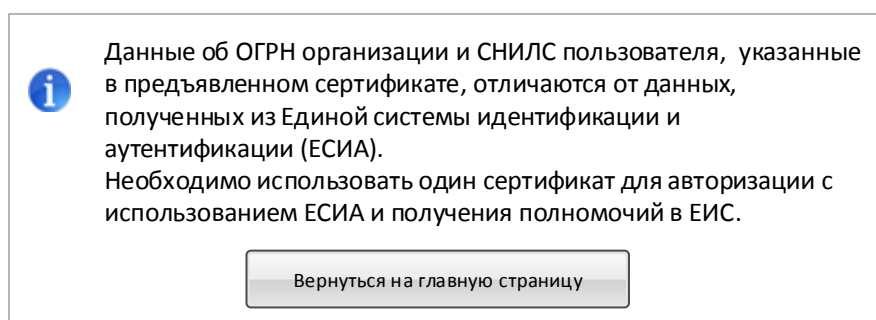 Данные об ОГРН организации и СНИЛС пользователя, указанные
в предъявленном сертификате, отличаются от данных,
полученных из Единой системы идентификации и
аутентификации (ЕСИА).
Необходимо использовать один сертификат для авторизации с
использованием ЕСИА и получения полномочий в ЕИС.
Вернуться на главную страницу